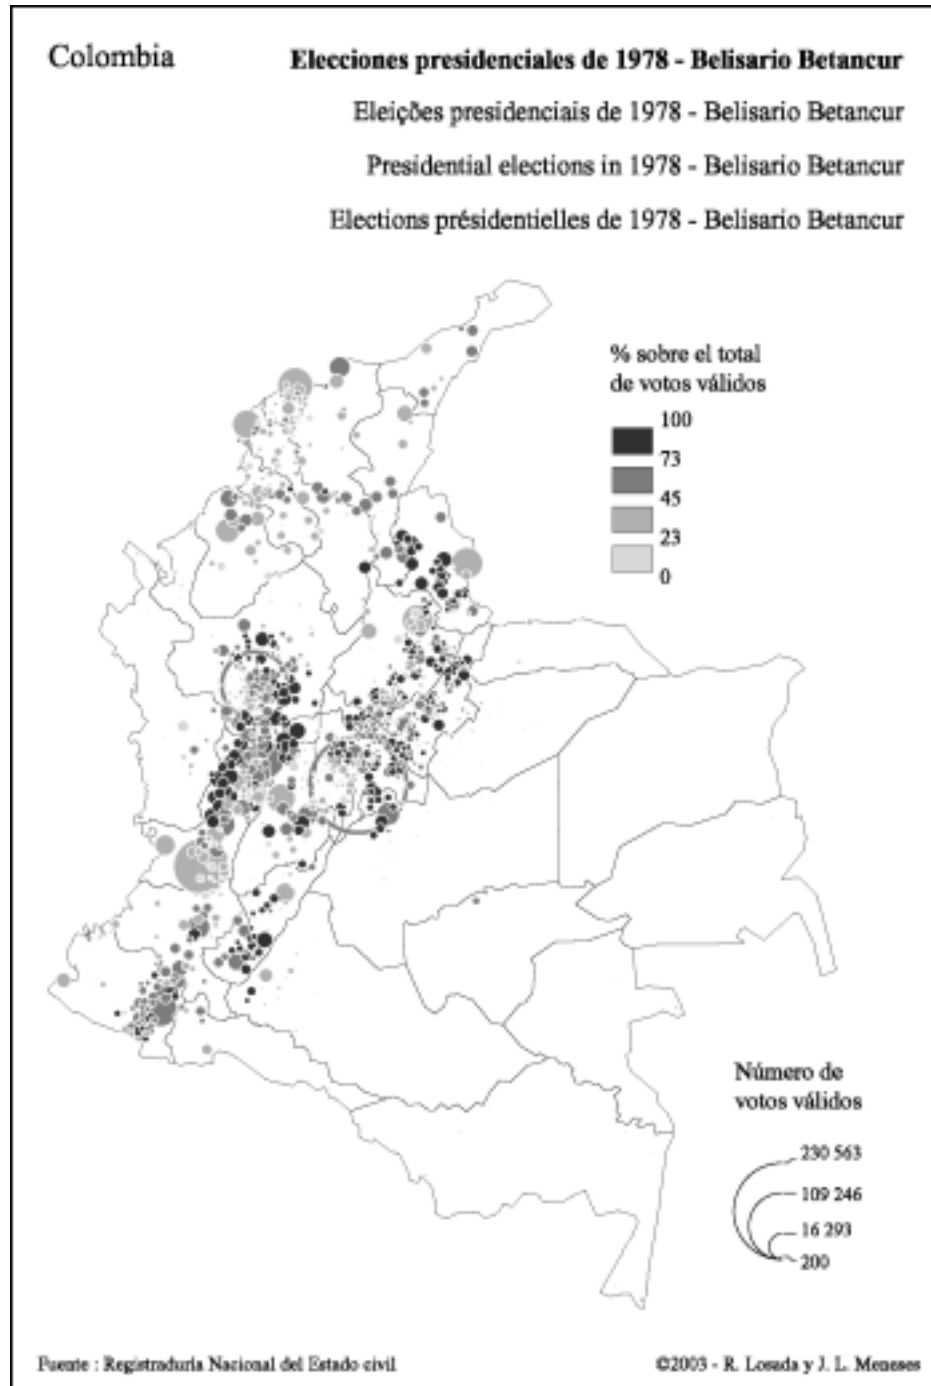 Colombia
Elecciones presidenciales de 1978 - Belisario Betancur
Eleições presidenciais de 1978 - Belisario Betancur
Presidential elections in 1978 - Belisario Betancur
Elections présidentielles de 1978 - Belisario Betancur
% sobre el total
de votos válidos
100
73
45
23
0
Número de
votos válidos
230 563
109 246
16 293
200
Fuente : Registraduría Nacional del Estado civil
©2003 - R. Losada y J. L. Meneses